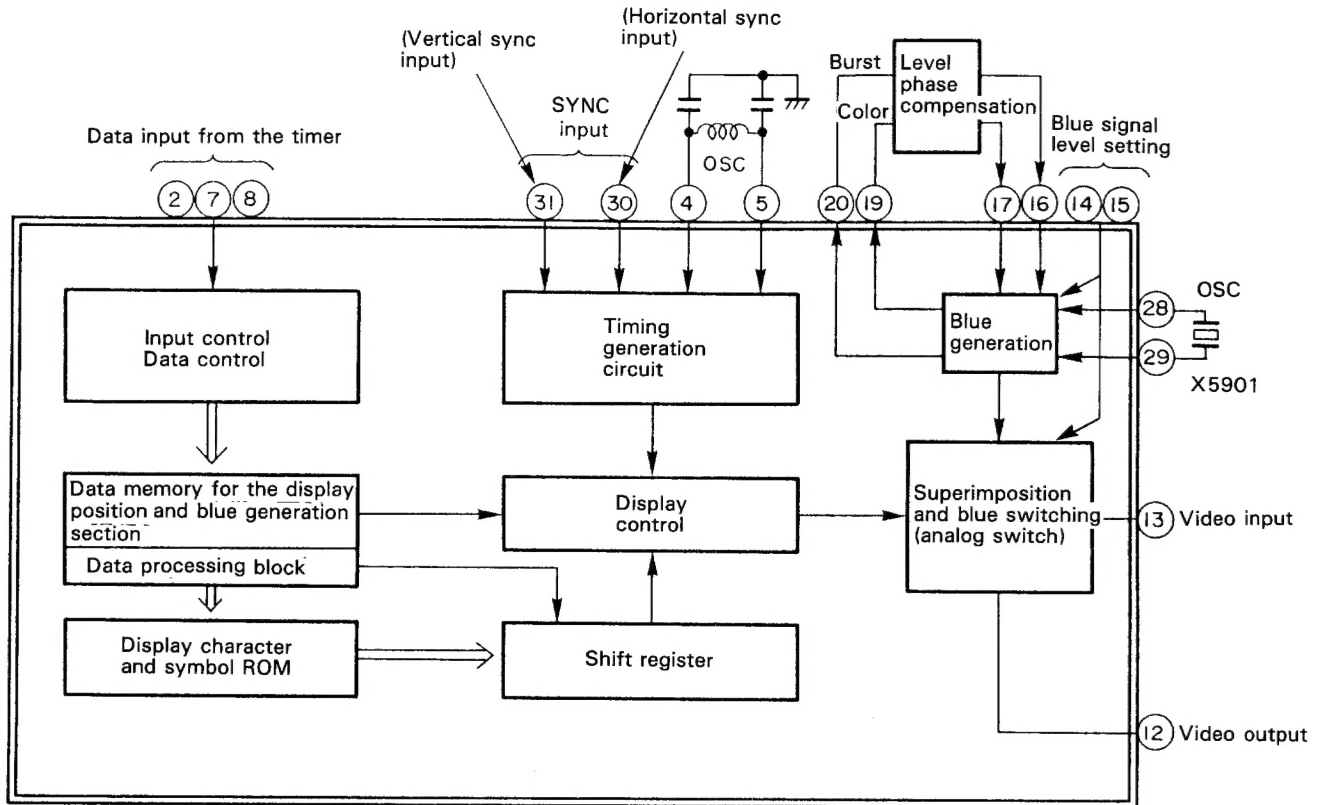 (Vertical sync
input)
(Horizontal sync
input)
SYNC
input
OSC
Burst
Color
Level
phase
compensation
Blue signal
level setting
Data input from the timer
2 7 8
31 30 4 5 20 19 17 16 14 15
Input control
Data control
Timing
generation
circuit
Blue
generation
28
29
OSC
X5901
Data memory for the display
position and blue generation
section
Data processing block
Display
control
Superimposition
and blue switching
(analog switch)
13 Video input
Display character
and symbol ROM
Shift register
12 Video output